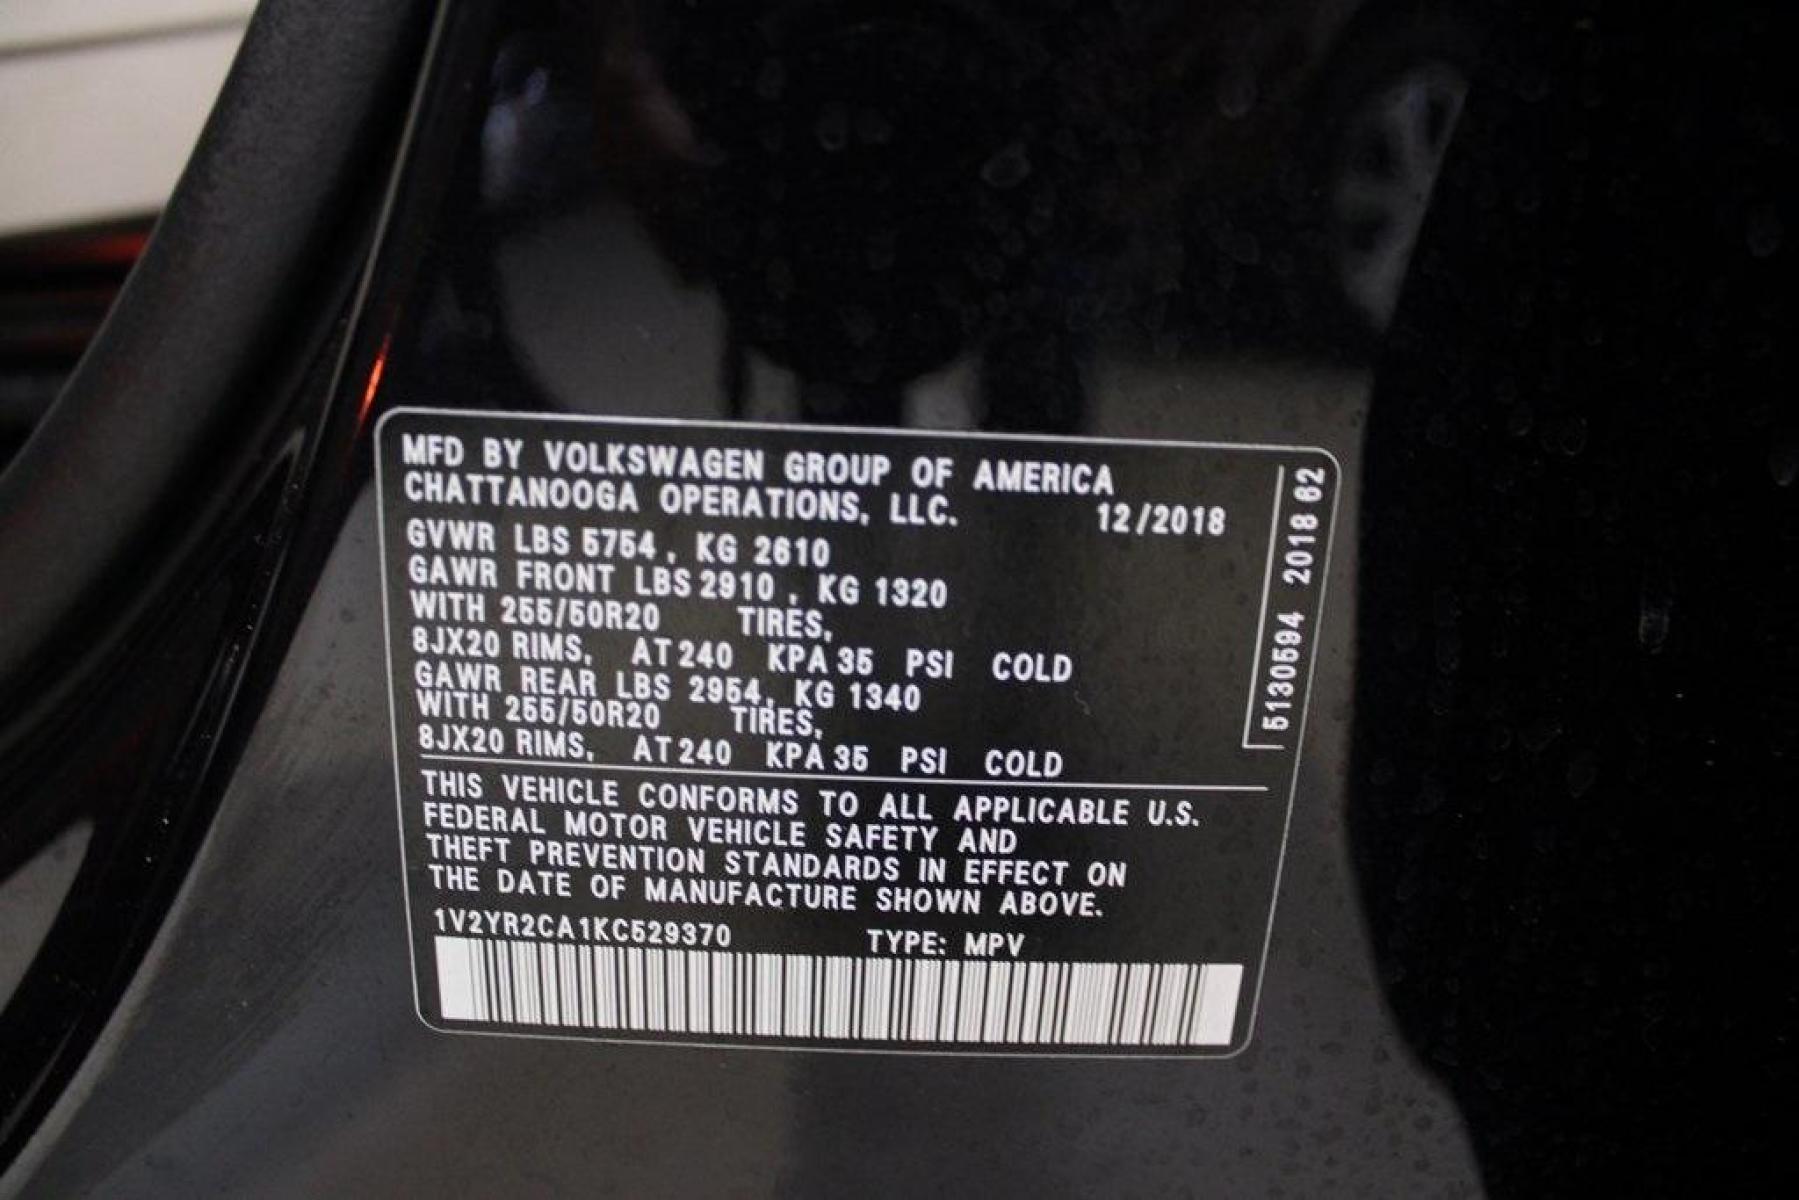 MFD BY VOLKSWAGEN GROUP OF AMERICA
CHATTANOOGA OPERATIONS, LLC. 12/2018
GVWR LBS 5754, KG 2610
GAWR FRONT LBS 2910, KG 1320
WITH 255/50R20 TIRES,
8JX20 RIMS, AT 240 KPA 35 PSI COLD
GAWR REAR LBS 2954, KG 1340
WITH 255/50R20 TIRES,
8JX20 RIMS, AT 240 KPA 35 PSI COLD
THIS VEHICLE CONFORMS TO ALL APPLICABLE U.S.
FEDERAL MOTOR VEHICLE SAFETY AND
THEFT PREVENTION STANDARDS IN EFFECT ON
THE DATE OF MANUFACTURE SHOWN ABOVE.
1V2YR2CA1KC529370 TYPE: MPV
5130594 2018 62